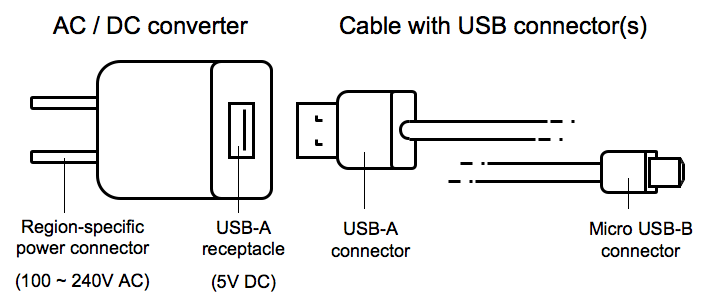 AC / DC converter
Cable with USB connector(s)
Region-specific
power connector
(100 ~ 240V AC)
USB-A
receptacle
(5V DC)
USB-A
connector
Micro USB-B
connector